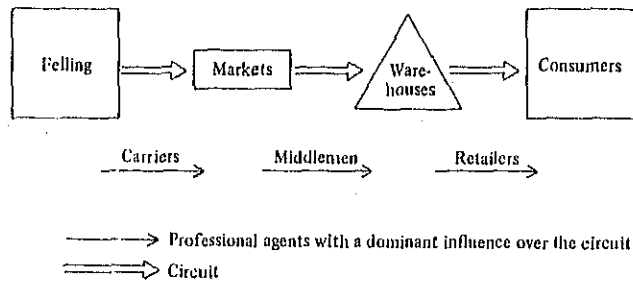 Felling
Markets
Ware-
houses
Consumers
Carriers
Middlemen
Retailers
Professional agents with a dominant influence over the circuit
Circuit